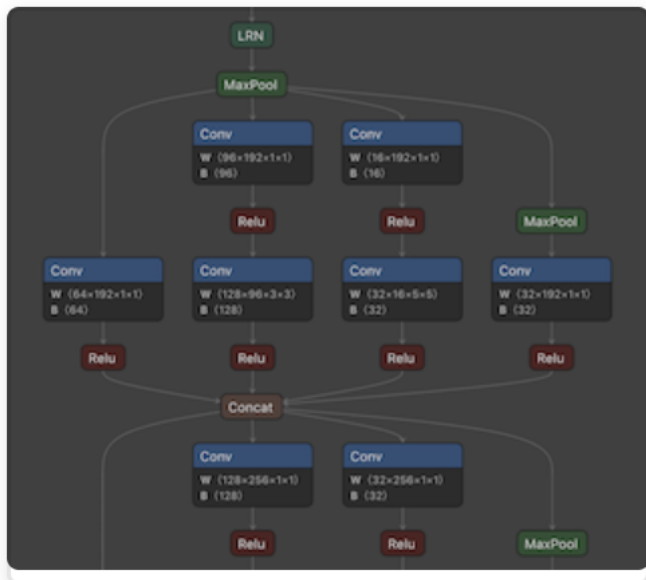 LRN
MaxPool
Conv
W ⟨96×192×1×1⟩
B ⟨96⟩
Conv
W ⟨16×192×1×1⟩
B ⟨16⟩
Relu
Relu
MaxPool
Conv
W ⟨64×192×1×1⟩
B ⟨64⟩
Conv
W ⟨128×96×3×3⟩
B ⟨128⟩
Conv
W ⟨32×16×5×5⟩
B ⟨32⟩
Conv
W ⟨32×192×1×1⟩
B ⟨32⟩
Relu
Relu
Relu
Relu
Concat
Conv
W ⟨128×256×1×1⟩
B ⟨128⟩
Conv
W ⟨32×256×1×1⟩
B ⟨32⟩
Relu
Relu
MaxPool